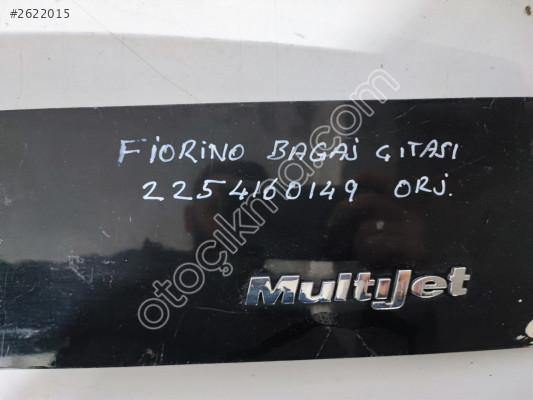 #2622015
FiORiNO BAGAJ ÇITASI
2254160149 ORJ.
otoçıkma.com
MultiJet